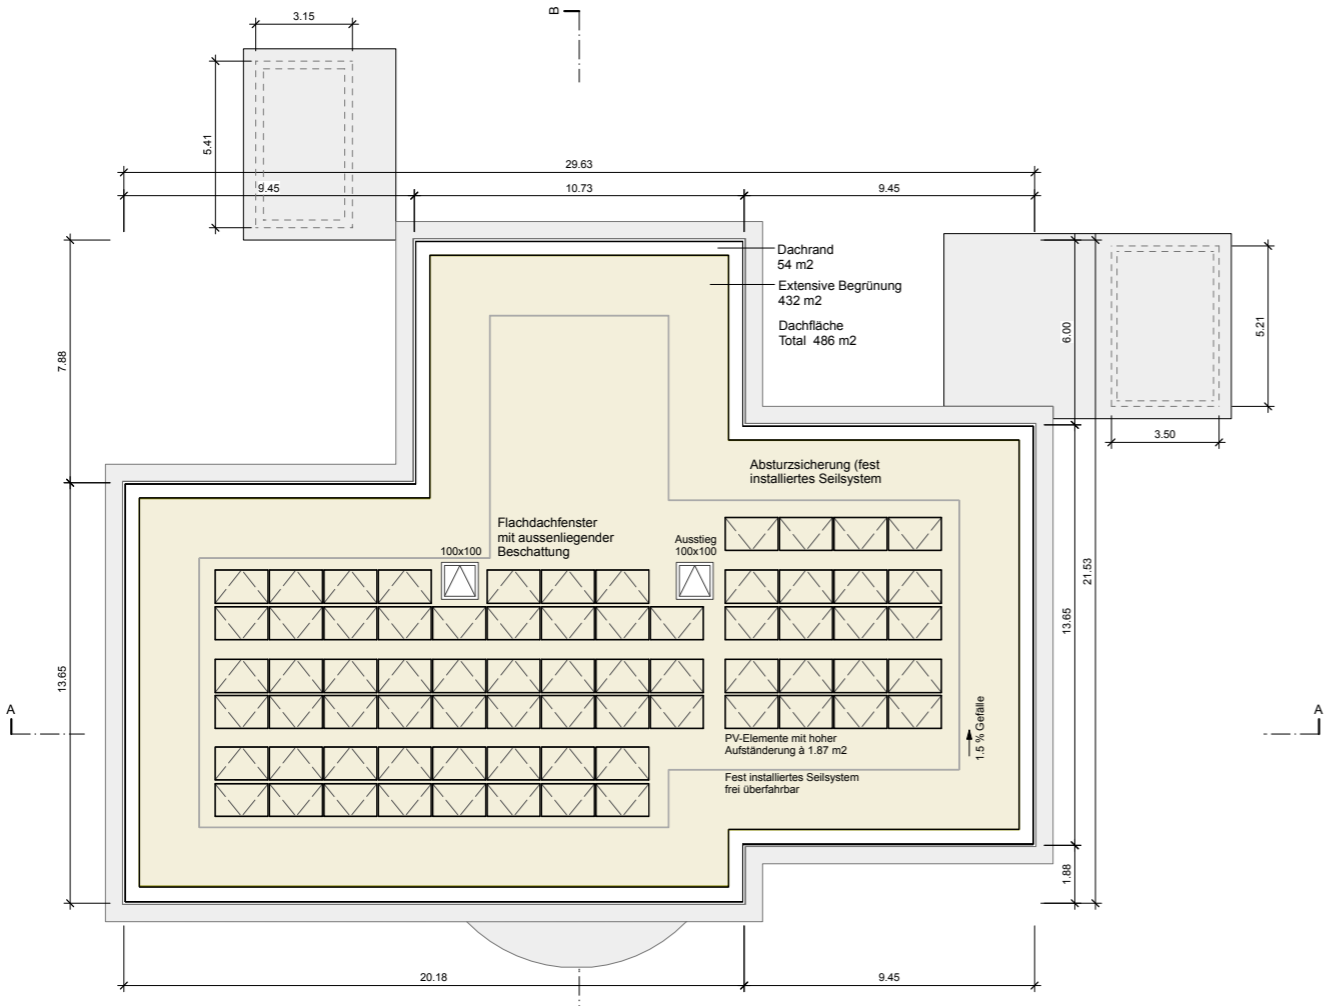 3.15
B
5.41
29.63
9.45
10.73
9.45
Dachrand
54 m2
Extensive Begrünung
432 m2
Dachfläche
Total 486 m2
7.88
6.00
5.21
3.50
Absturzsicherung (fest
installiertes Seilsystem
Flachdachfenster
mit aussenliegender
Beschattung
100x100
Ausstieg
100x100
21.53
13.65
13.65
A
A
1.5 % Gefälle
PV-Elemente mit hoher
Aufständerung à 1.87 m2
Fest installiertes Seilsystem
frei überfahrbar
1.88
20.18
9.45